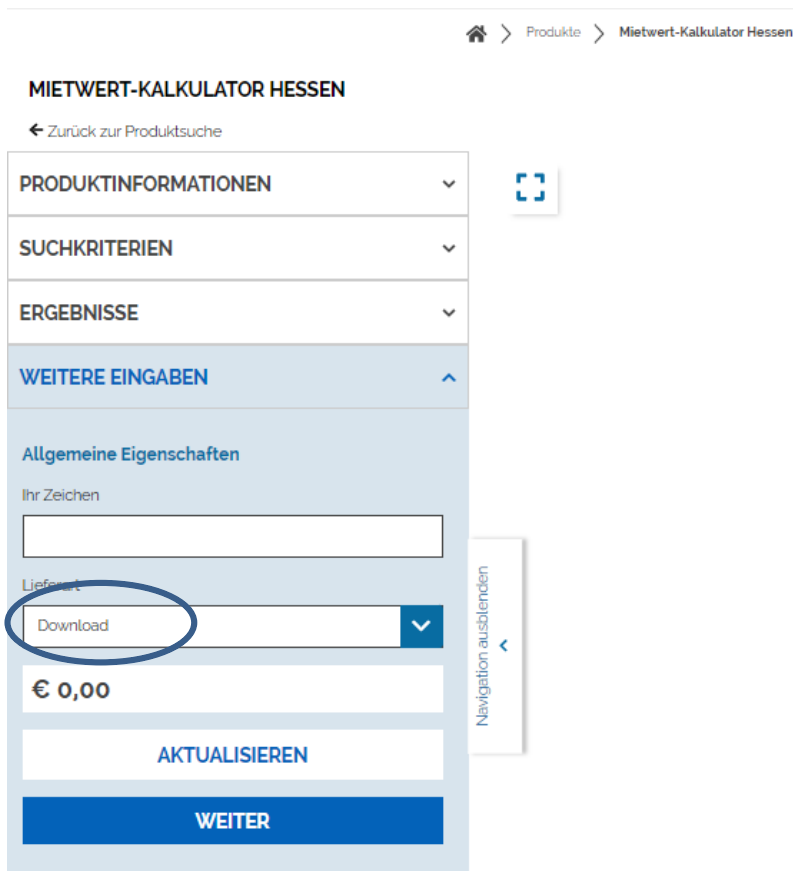 Produkte Mietwert-Kalkulator Hessen
MIETWERT-KALKULATOR HESSEN
Zurück zur Produktsuche
PRODUKTINFORMATIONEN
SUCHKRITERIEN
ERGEBNISSE
WEITERE EINGABEN
Allgemeine Eigenschaften
Ihr Zeichen
Lieferart
Download
€ 0,00
AKTUALISIEREN
WEITER
Navigation ausblenden